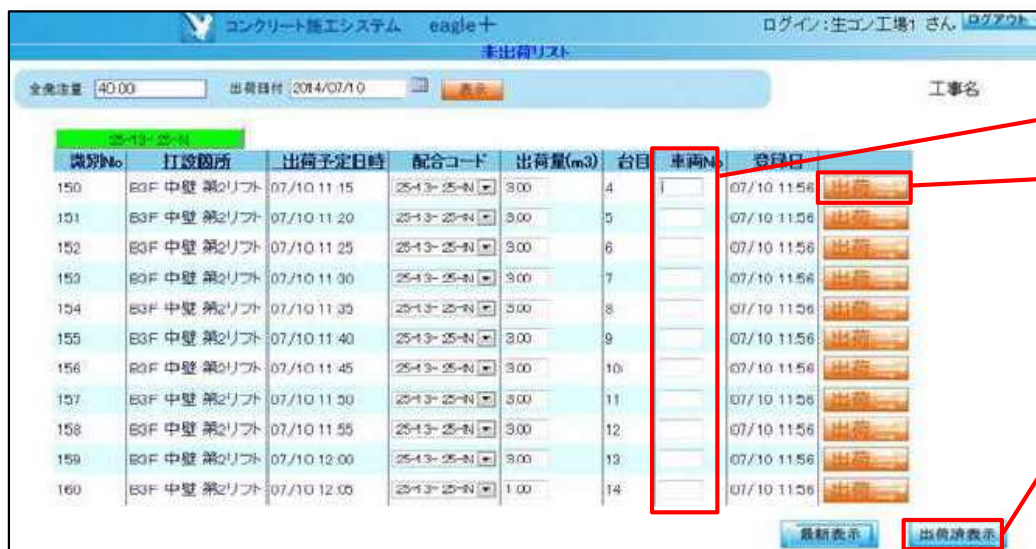 コンクリート施工システム eagle+ ログイン:生コン工場1 さん ログアウト
未出荷リスト
全発注量 40.00 出荷日付 2014/07/10 表示 工事名
25-13-25-N
識別No 打設箇所 出荷予定日時 配合コード 出荷量(m3) 台目 車両No 登録日
150 B3F 中壁 第2リフト 07/10 11:15 25-13-25-N 3.00 4 1 07/10 11:56 出荷
151 B3F 中壁 第2リフト 07/10 11:20 25-13-25-N 3.00 5 07/10 11:56 出荷
152 B3F 中壁 第2リフト 07/10 11:25 25-13-25-N 3.00 6 07/10 11:56 出荷
153 B3F 中壁 第2リフト 07/10 11:30 25-13-25-N 3.00 7 07/10 11:56 出荷
154 B3F 中壁 第2リフト 07/10 11:35 25-13-25-N 3.00 8 07/10 11:56 出荷
155 B3F 中壁 第2リフト 07/10 11:40 25-13-25-N 3.00 9 07/10 11:56 出荷
156 B3F 中壁 第2リフト 07/10 11:45 25-13-25-N 3.00 10 07/10 11:56 出荷
157 B3F 中壁 第2リフト 07/10 11:50 25-13-25-N 3.00 11 07/10 11:56 出荷
158 B3F 中壁 第2リフト 07/10 11:55 25-13-25-N 3.00 12 07/10 11:56 出荷
159 B3F 中壁 第2リフト 07/10 12:00 25-13-25-N 3.00 13 07/10 11:56 出荷
160 B3F 中壁 第2リフト 07/10 12:05 25-13-25-N 1.00 14 07/10 11:56 出荷
最新表示 出荷済表示